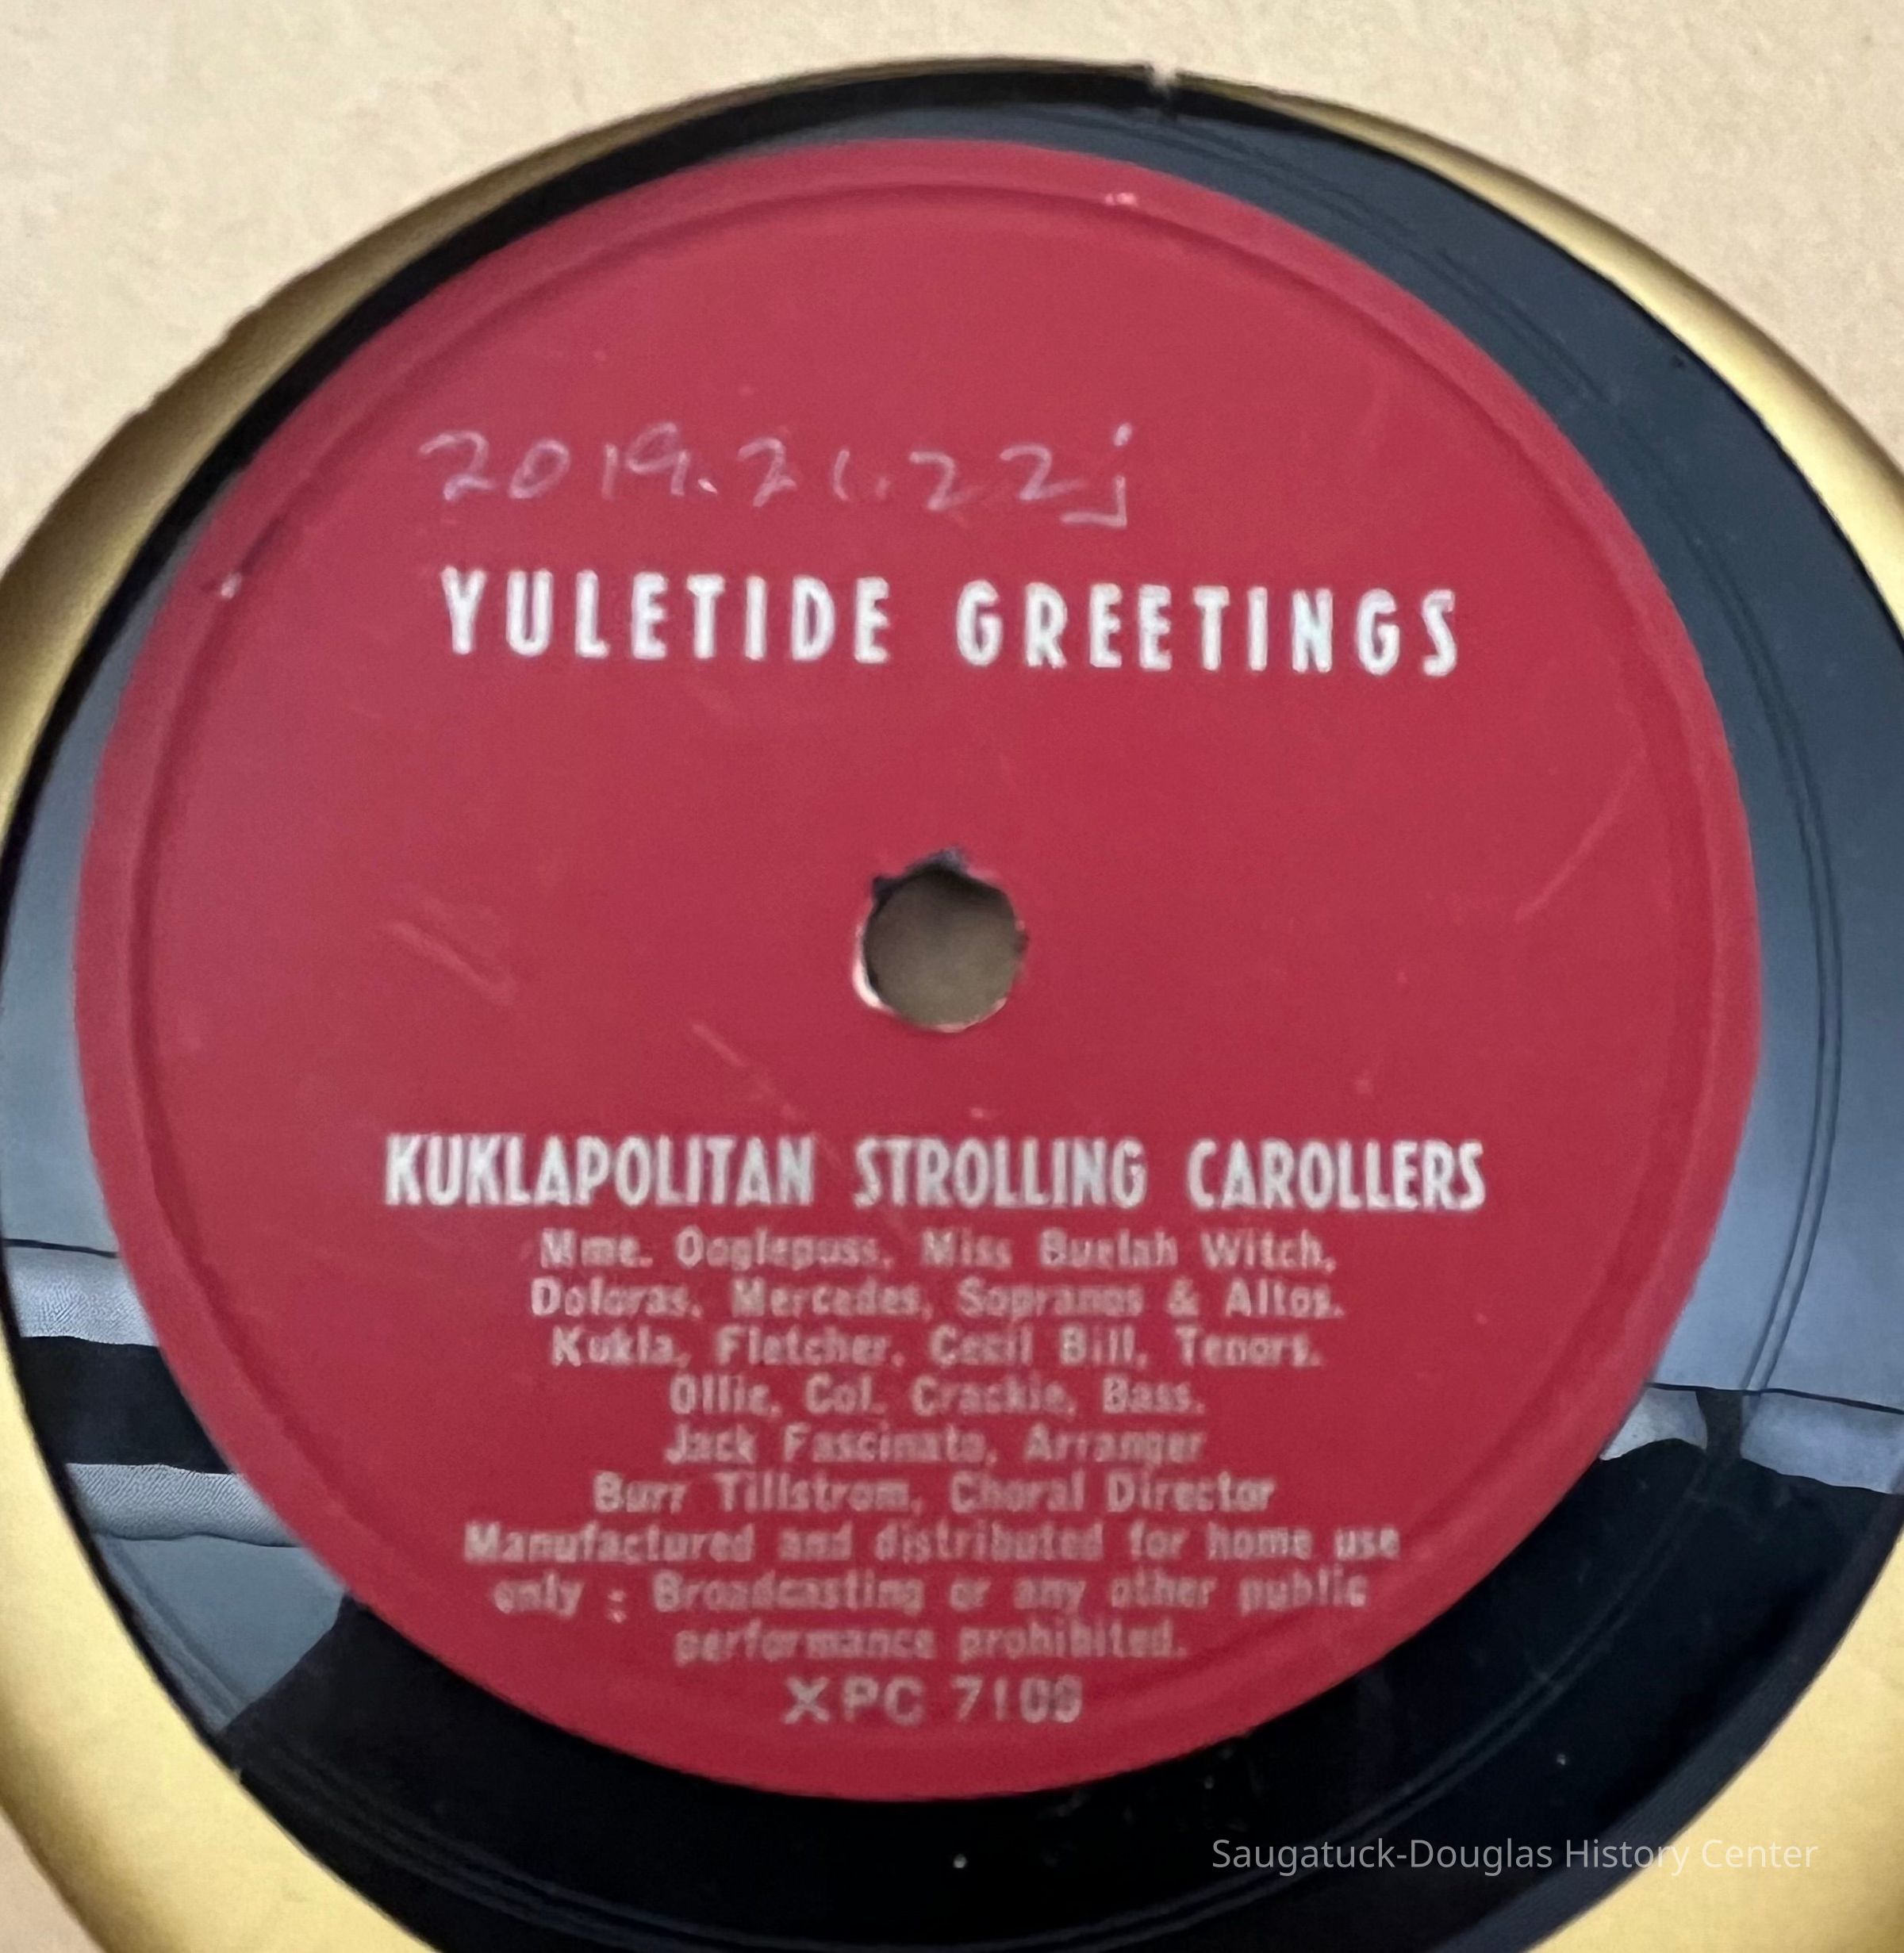 2019.21.22j
YULETIDE GREETINGS
KUKLAPOLITAN STROLLING CAROLLERS
Mme. Ooglepuss, Miss Buelah Witch,
Doloras, Mercedes, Sopranos & Altos.
Kukla, Fletcher, Cecil Bill, Tenors.
Ollie, Col. Crackie, Bass.
Jack Fascinato, Arranger
Burr Tillstrom, Choral Director
Manufactured and distributed for home use
only : Broadcasting or any other public
performance prohibited.
XPC 7109
Saugatuck-Douglas History Center